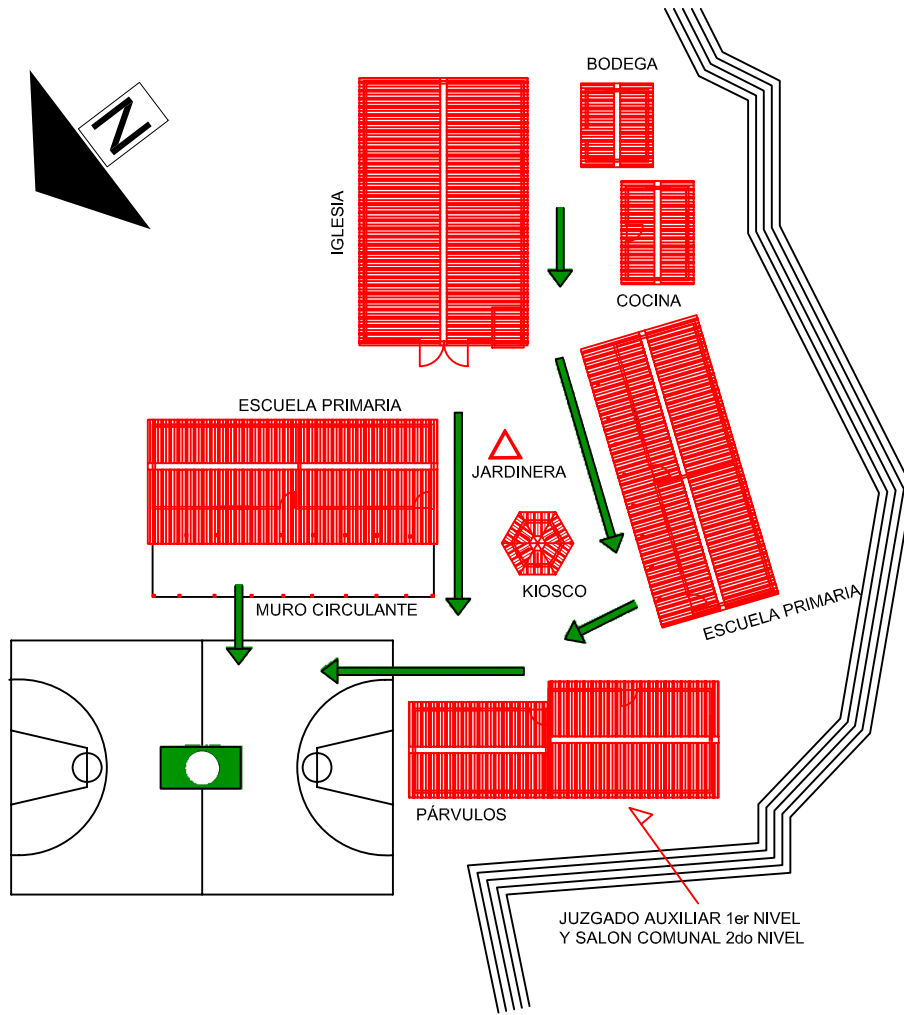 BODEGA
N
IGLESIA
COCINA
ESCUELA PRIMARIA
JARDINERA
KIOSCO
MURO CIRCULANTE
ESCUELA PRIMARIA
PÁRVULOS
JUZGADO AUXILIAR 1er NIVEL
Y SALON COMUNAL 2do NIVEL